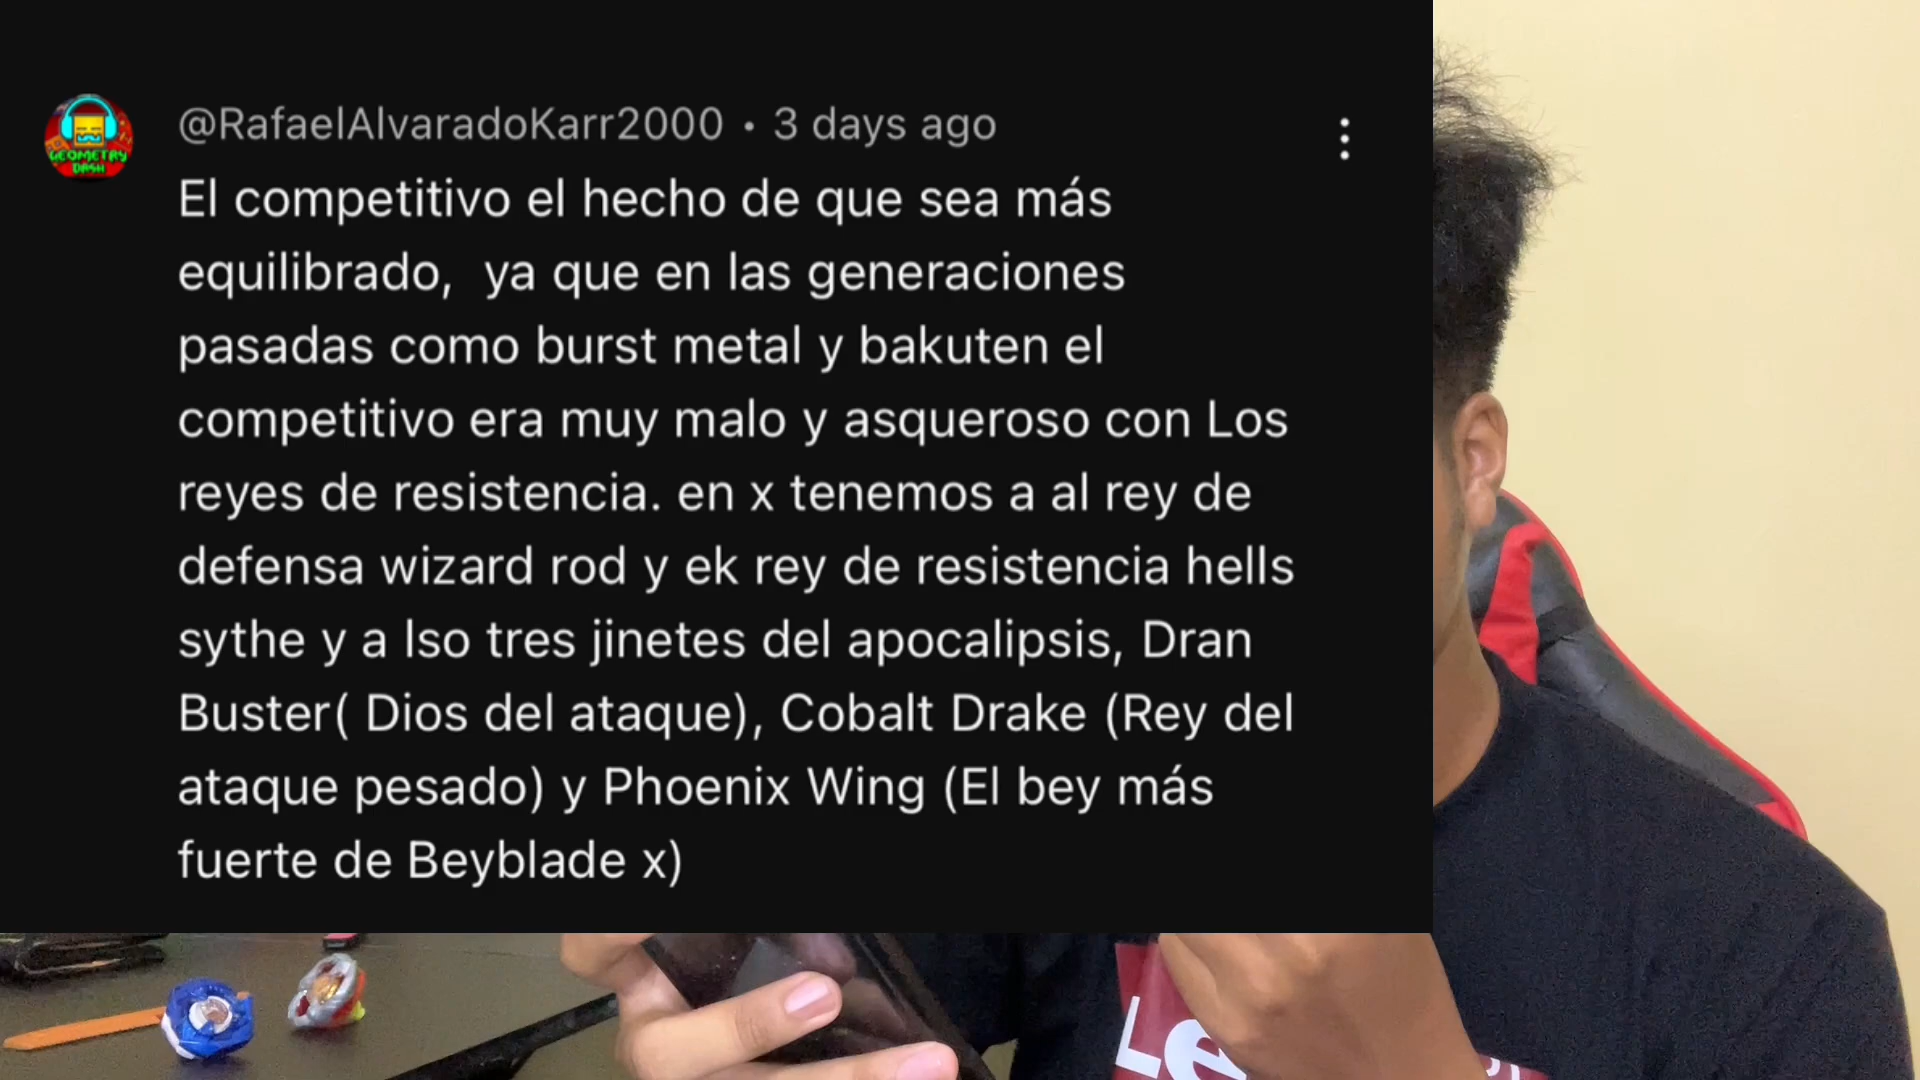 @RafaelAlvaradoKarr2000 • 3 days ago
El competitivo el hecho de que sea más
equilibrado,  ya que en las generaciones
pasadas como burst metal y bakuten el
competitivo era muy malo y asqueroso con Los
reyes de resistencia. en x tenemos a al rey de
defensa wizard rod y ek rey de resistencia hells
sythe y a lso tres jinetes del apocalipsis, Dran
Buster( Dios del ataque), Cobalt Drake (Rey del
ataque pesado) y Phoenix Wing (El bey más
fuerte de Beyblade x)
GEOMETRY
DASH
Le